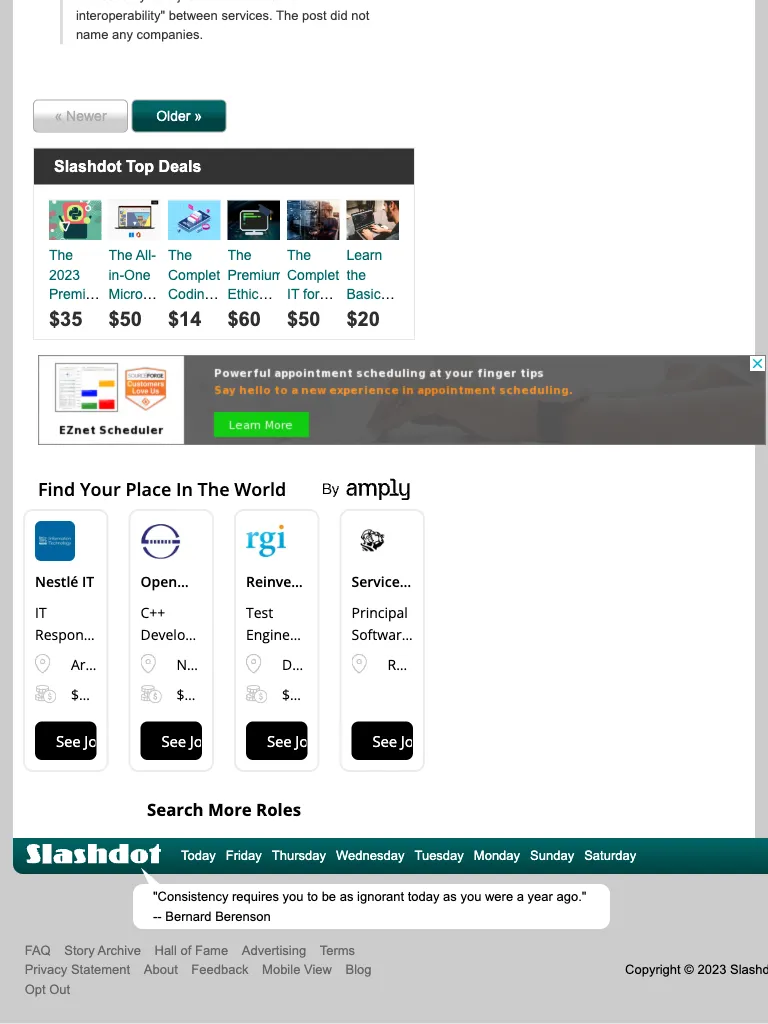 interoperability" between services. The post did not
name any companies.
« Newer
Older »
Slashdot Top Deals
The
2023
Premi...
$35
The All-
in-One
Micro...
$50
The
Complet
Codin...
$14
The
Premium
Ethic...
$60
The
Complet
IT for...
$50
Learn
the
Basic...
$20
SOURCEFORGE
Customers
Love Us
EZnet Scheduler
Powerful appointment scheduling at your finger tips
Say hello to a new experience in appointment scheduling.
Learn More
Find Your Place In The World
By amply
Information
Technology
Nestlé IT
IT
Respon...
Ar...
$...
See Jo
Open...
C++
Develo...
N...
$...
See Jo
rgi
Reinve...
Test
Engine...
D...
$...
See Jo
Service...
Principal
Softwar...
R...
See Jo
Search More Roles
Slashdot
Today Friday Thursday Wednesday Tuesday Monday Sunday Saturday
"Consistency requires you to be as ignorant today as you were a year ago."
-- Bernard Berenson
FAQ Story Archive Hall of Fame Advertising Terms
Privacy Statement About Feedback Mobile View Blog
Opt Out
Copyright © 2023 Slashd